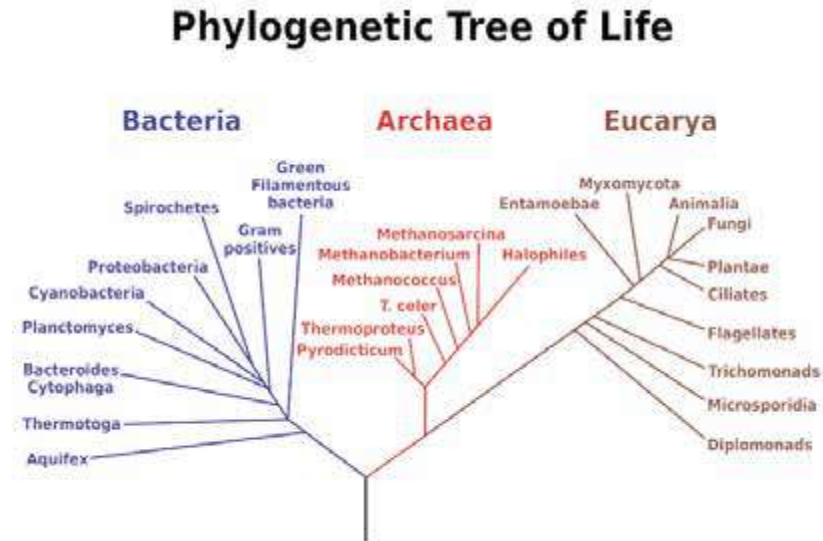 Phylogenetic Tree of Life
Bacteria
Archaea
Eucarya
Green
Filamentous
bacteria
Spirochetes
Gram
positives
Proteobacteria
Cyanobacteria
Planctomyces
Bacteroides
Cytophaga
Thermotoga
Aquifex
Methanosarcina
Methanobacterium
Halophiles
Methanococcus
T. celer
Thermoproteus
Pyrodicticum
Myxomycota
Entamoebae
Animalia
Fungi
Plantae
Ciliates
Flagellates
Trichomonads
Microsporidia
Diplomonads